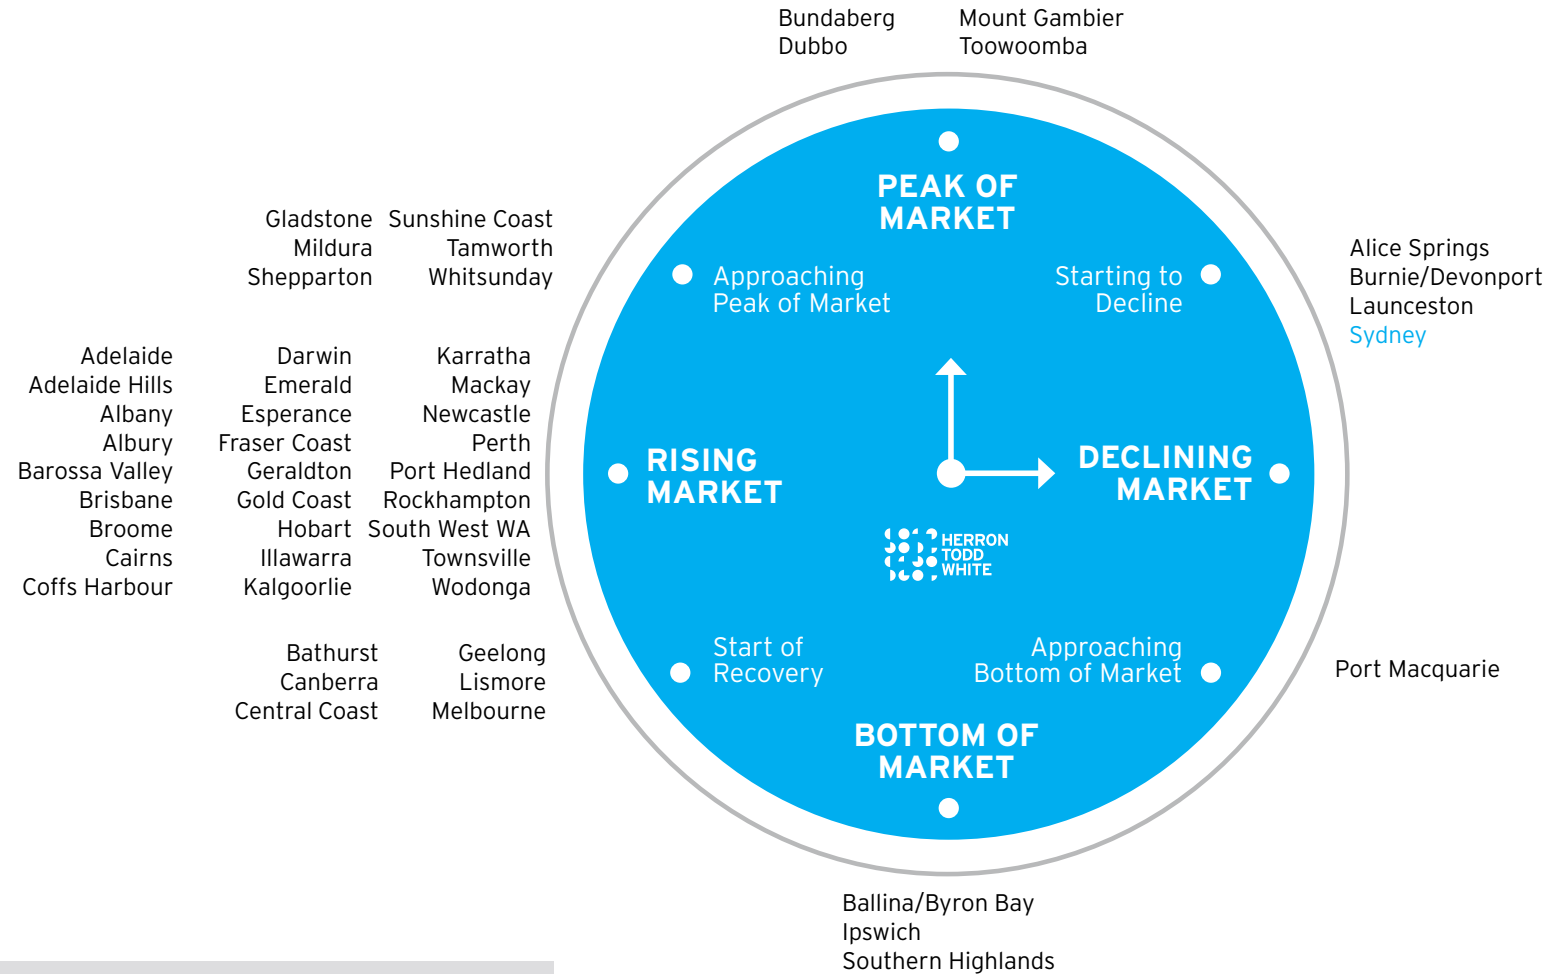 Bundaberg
Dubbo
Mount Gambier
Toowoomba
PEAK OF
MARKET
Gladstone
Mildura
Shepparton
Sunshine Coast
Tamworth
Whitsunday
Approaching
Peak of Market
Starting to
Decline
Alice Springs
Burnie/Devonport
Launceston
Sydney
Adelaide
Adelaide Hills
Albany
Albury
Barossa Valley
Brisbane
Broome
Cairns
Coffs Harbour
Darwin
Emerald
Esperance
Fraser Coast
Geraldton
Gold Coast
Hobart
Illawarra
Kalgoorlie
Karratha
Mackay
Newcastle
Perth
Port Hedland
Rockhampton
South West WA
Townsville
Wodonga
RISING
MARKET
DECLINING
MARKET
HERRON
TODD
WHITE
Bathurst
Canberra
Central Coast
Geelong
Lismore
Melbourne
Start of
Recovery
Approaching
Bottom of Market
Port Macquarie
BOTTOM OF
MARKET
Ballina/Byron Bay
Ipswich
Southern Highlands